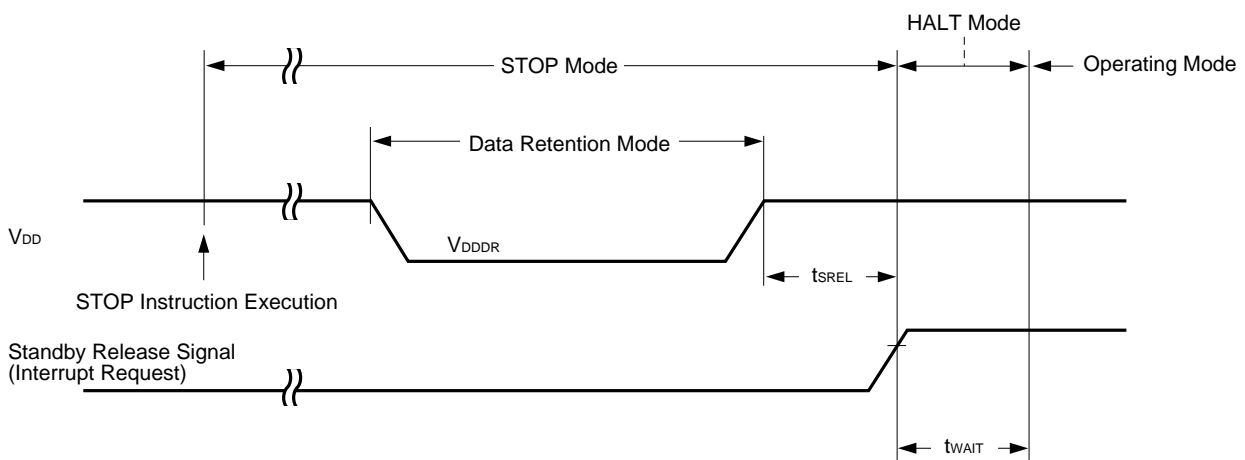 HALT Mode
STOP Mode
Operating Mode
Data Retention Mode
VDD
VDDDR
tSREL
STOP Instruction Execution
Standby Release Signal
(Interrupt Request)
tWAIT